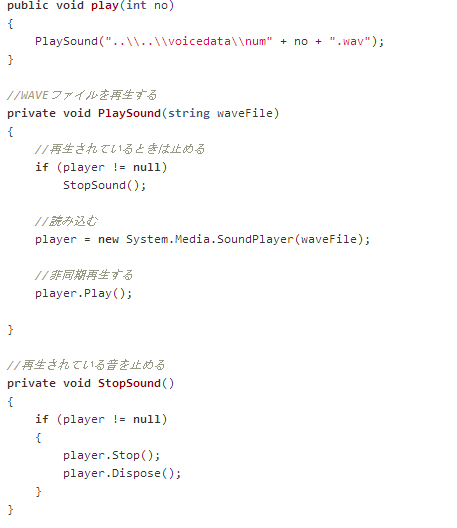 public void play(int no)
{
    PlaySound("..\\..\\voicedata\\num" + no + ".wav");
}

//WAVEファイルを再生する
private void PlaySound(string waveFile)
{
    //再生されているときは止める
    if (player != null)
        StopSound();

    //読み込む
    player = new System.Media.SoundPlayer(waveFile);

    //非同期再生する
    player.Play();

}

//再生されている音を止める
private void StopSound()
{
    if (player != null)
    {
        player.Stop();
        player.Dispose();
    }
}